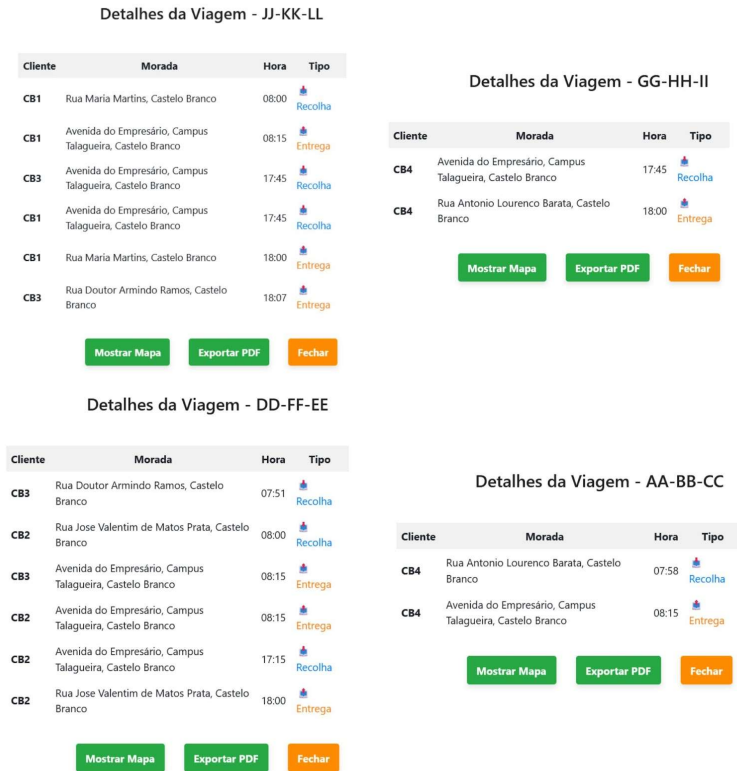 Detalhes da Viagem - JJ-KK-LL
Cliente Morada Hora Tipo
CB1 Rua Maria Martins, Castelo Branco 08:00 Recolha
CB1 Avenida do Empresário, Campus
Talagueira, Castelo Branco 08:15 Entrega
CB3 Avenida do Empresário, Campus
Talagueira, Castelo Branco 17:45 Recolha
CB1 Avenida do Empresário, Campus
Talagueira, Castelo Branco 17:45 Recolha
CB1 Rua Maria Martins, Castelo Branco 18:00 Entrega
CB3 Rua Doutor Armindo Ramos, Castelo
Branco 18:07 Entrega
Mostrar Mapa Exportar PDF Fechar
Detalhes da Viagem - GG-HH-II
Cliente Morada Hora Tipo
CB4 Avenida do Empresário, Campus
Talagueira, Castelo Branco 17:45 Recolha
CB4 Rua Antonio Lourenco Barata, Castelo
Branco 18:00 Entrega
Mostrar Mapa Exportar PDF Fechar
Detalhes da Viagem - DD-FF-EE
Cliente Morada Hora Tipo
CB3 Rua Doutor Armindo Ramos, Castelo
Branco 07:51 Recolha
CB2 Rua Jose Valentim de Matos Prata, Castelo
Branco 08:00 Recolha
CB3 Avenida do Empresário, Campus
Talagueira, Castelo Branco 08:15 Entrega
CB2 Avenida do Empresário, Campus
Talagueira, Castelo Branco 08:15 Entrega
CB2 Avenida do Empresário, Campus
Talagueira, Castelo Branco 17:15 Recolha
CB2 Rua Jose Valentim de Matos Prata, Castelo
Branco 18:00 Entrega
Mostrar Mapa Exportar PDF Fechar
Detalhes da Viagem - AA-BB-CC
Cliente Morada Hora Tipo
CB4 Rua Antonio Lourenco Barata, Castelo
Branco 07:58 Recolha
CB4 Avenida do Empresário, Campus
Talagueira, Castelo Branco 08:15 Entrega
Mostrar Mapa Exportar PDF Fechar